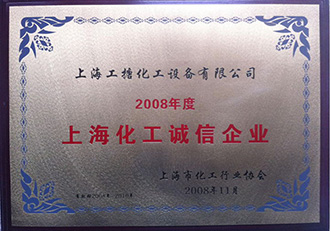 上海工搪化工设备有限公司
2008年度
上海化工诚信企业
上海市化工行业协会
2008年11月